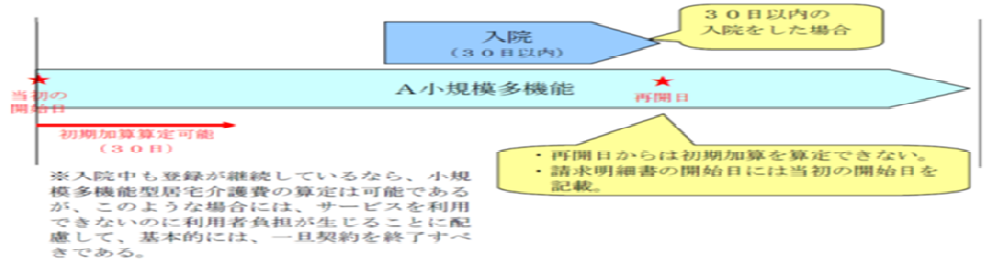 ３０日以内の
入院をした場合
入院
（３０日以内）
A小規模多機能
当初の
開始日
再開日
初期加算算定可能
（３０日）
・再開日からは初期加算を算定できない。
・請求明細書の開始日には当初の開始日を
記載。
※入院中も登録が継続しているなら、小規
模多機能型居宅介護費の算定は可能である
が、このような場合には、サービスを利用
できないのに利用者負担が生じることに配
慮して、基本的には、一旦契約を終了すべ
きである。